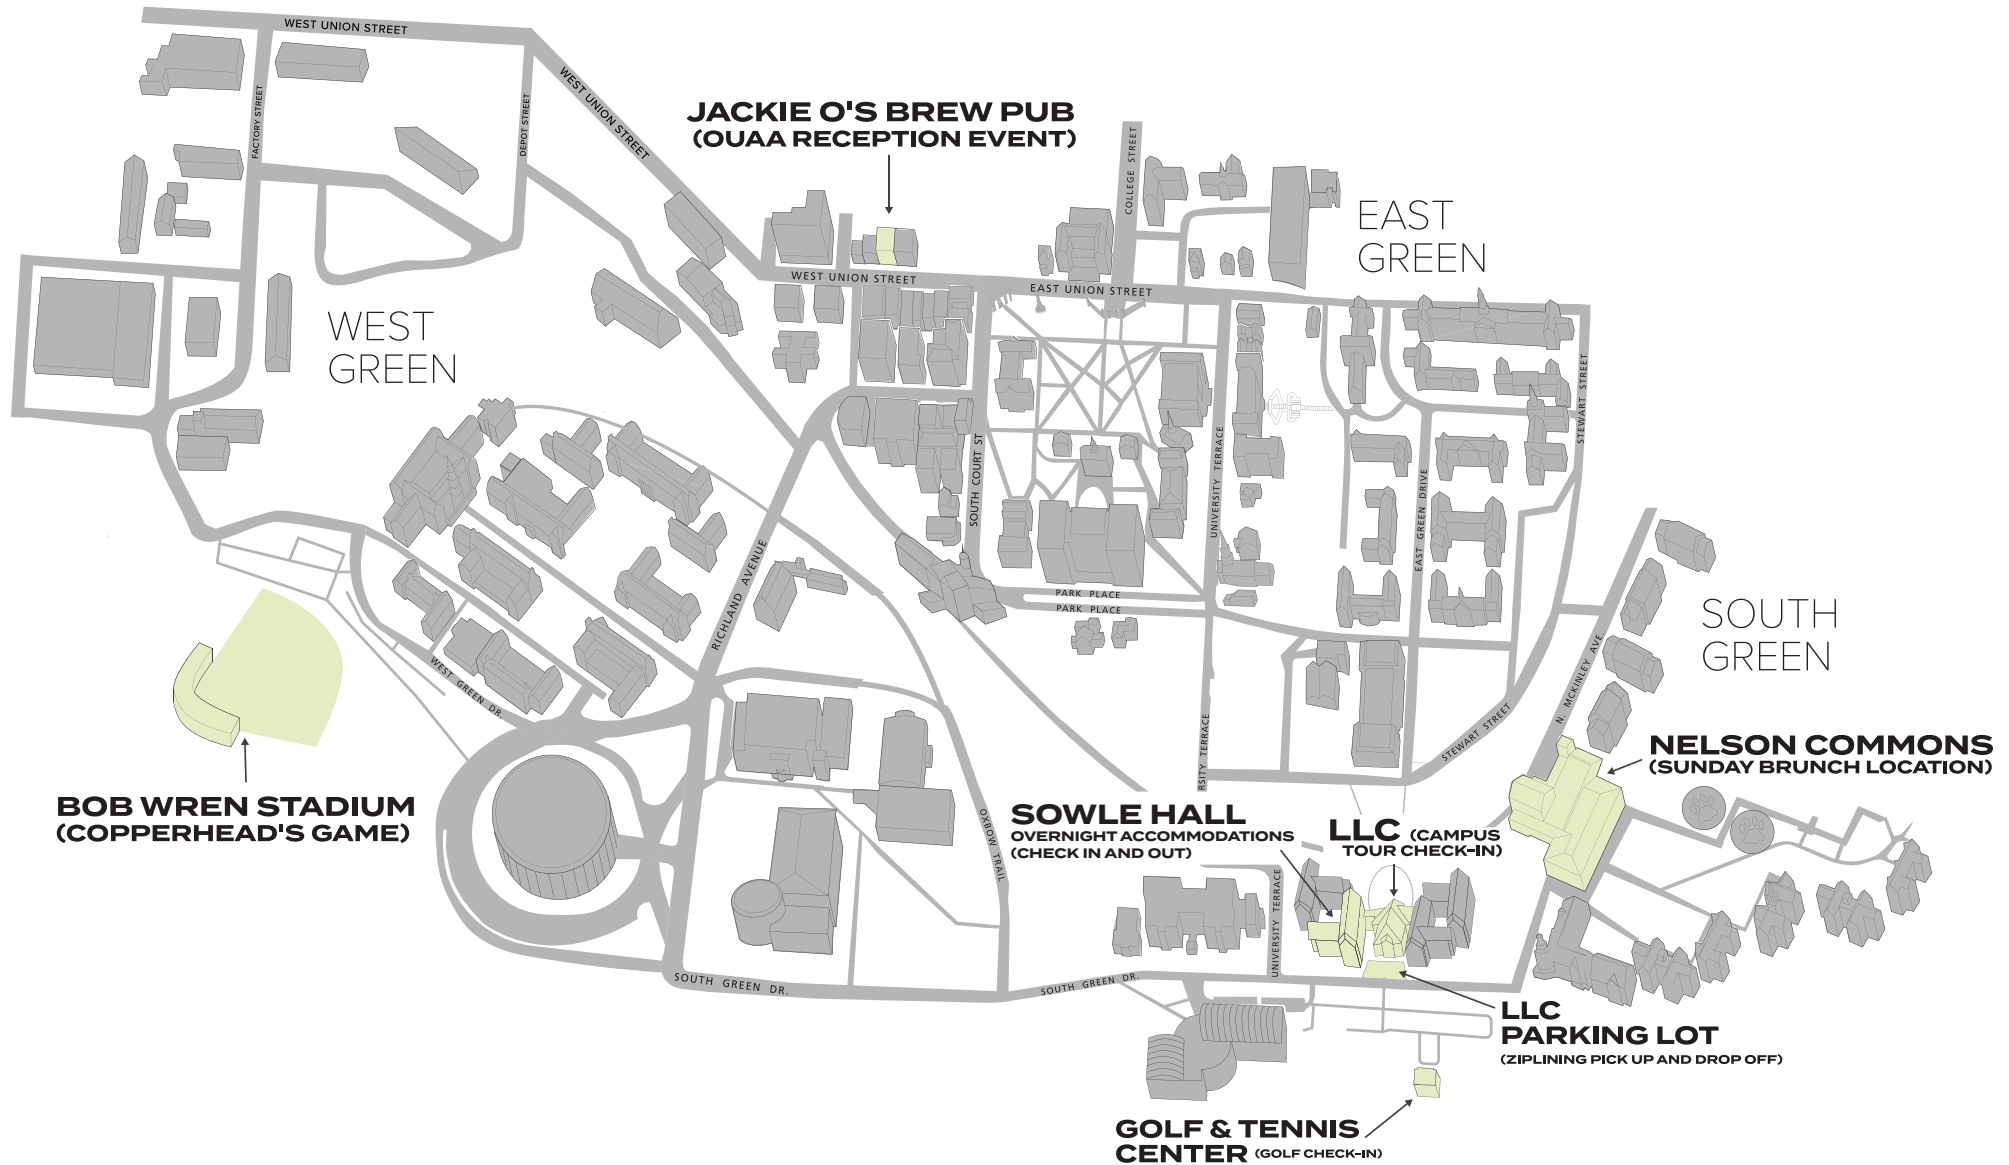 WEST UNION STREET
WEST UNION STREET
FACTORY STREET
DEPOT STREET
JACKIE O'S BREW PUB
(OUAA RECEPTION EVENT)
COLLEGE STREET
EAST
GREEN
WEST UNION STREET
EAST UNION STREET
WEST
GREEN
STEWART STREET
SOUTH COURT ST
UNIVERSITY TERRACE
EAST GREEN DRIVE
RICHLAND AVENUE
PARK PLACE
PARK PLACE
SOUTH
GREEN
N. MCKINLEY AVE.
WEST GREEN DR.
STEWART STREET
RSITY TERRACE
NELSON COMMONS
(SUNDAY BRUNCH LOCATION)
BOB WREN STADIUM
(COPPERHEAD'S GAME)
OXBOW TRAIL
SOWLE HALL
OVERNIGHT ACCOMMODATIONS
(CHECK IN AND OUT)
LLC (CAMPUS
TOUR CHECK-IN)
UNIVERSITY TERRACE
SOUTH GREEN DR.
SOUTH GREEN DR.
LLC
PARKING LOT
(ZIPLINING PICK UP AND DROP OFF)
GOLF & TENNIS
CENTER (GOLF CHECK-IN)